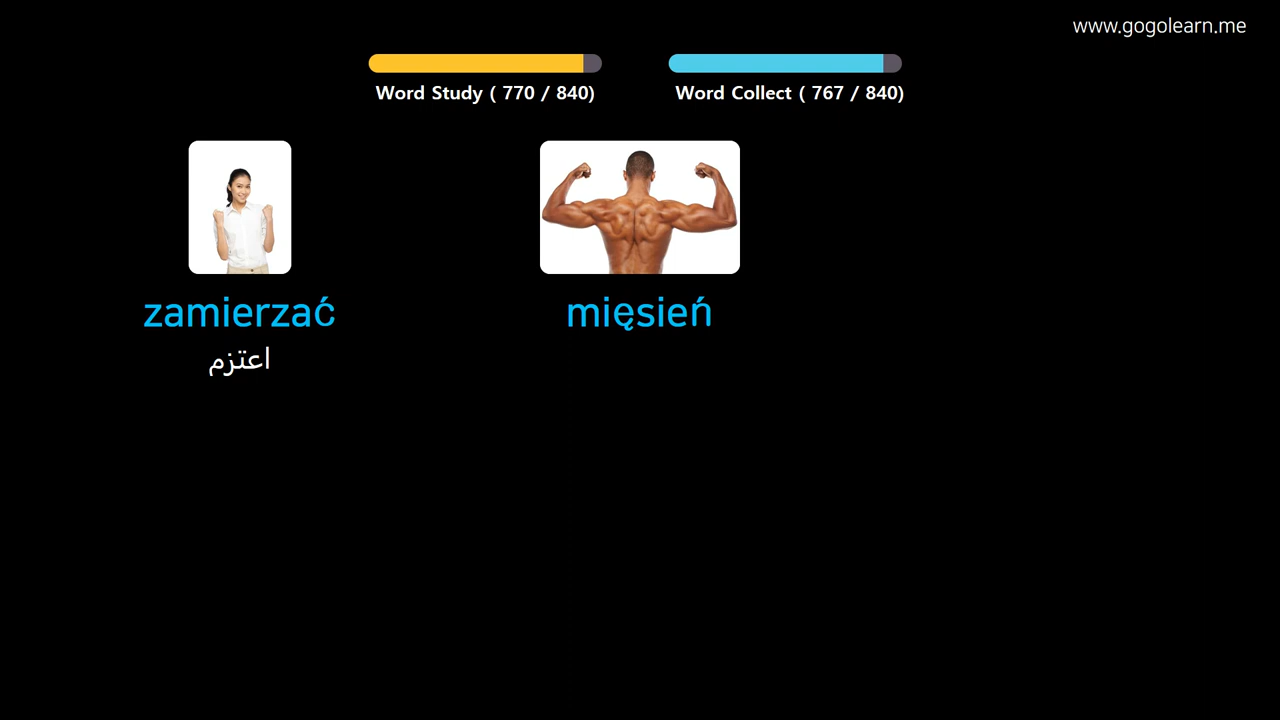 www.gogolearn.me
Word Study ( 770 / 840)
Word Collect ( 767 / 840)
zamierzać
mięsień
اعتزم